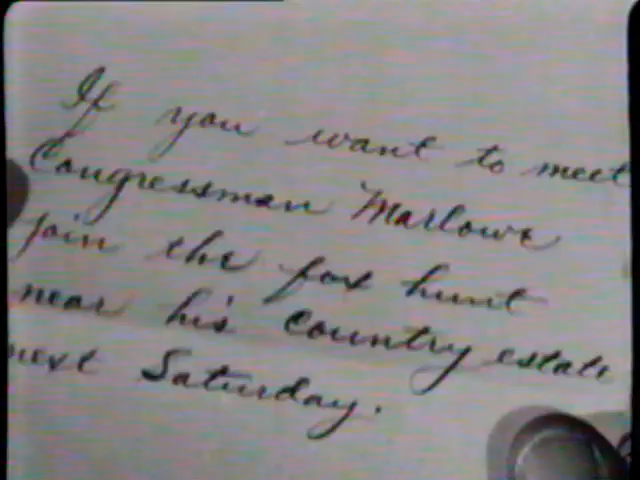 If you want to meet
Congressman Marlowe
join the fox hunt
near his country estate
next Saturday.